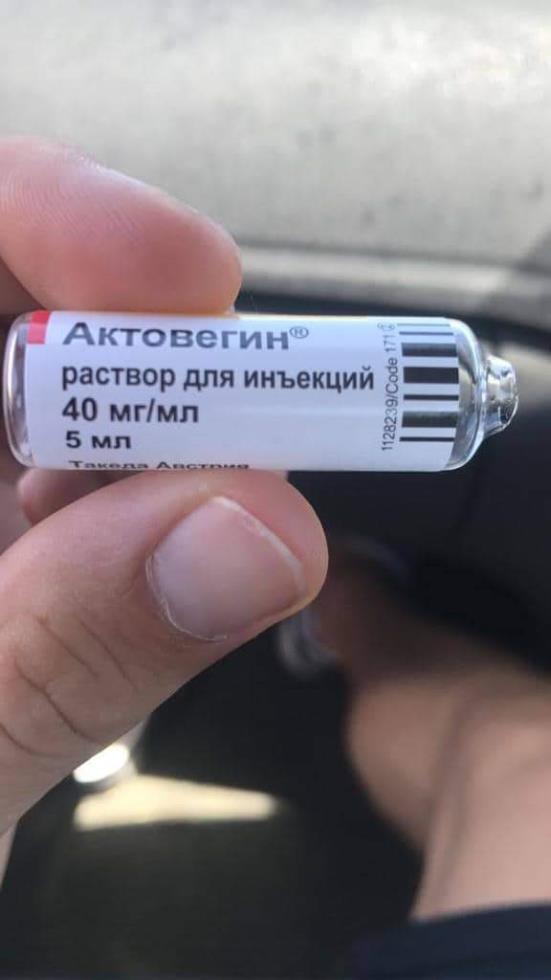 Актовегин®
раствор для инъекций
40 мг/мл
5 мл
Такеда Австрия
1128239/Code 171